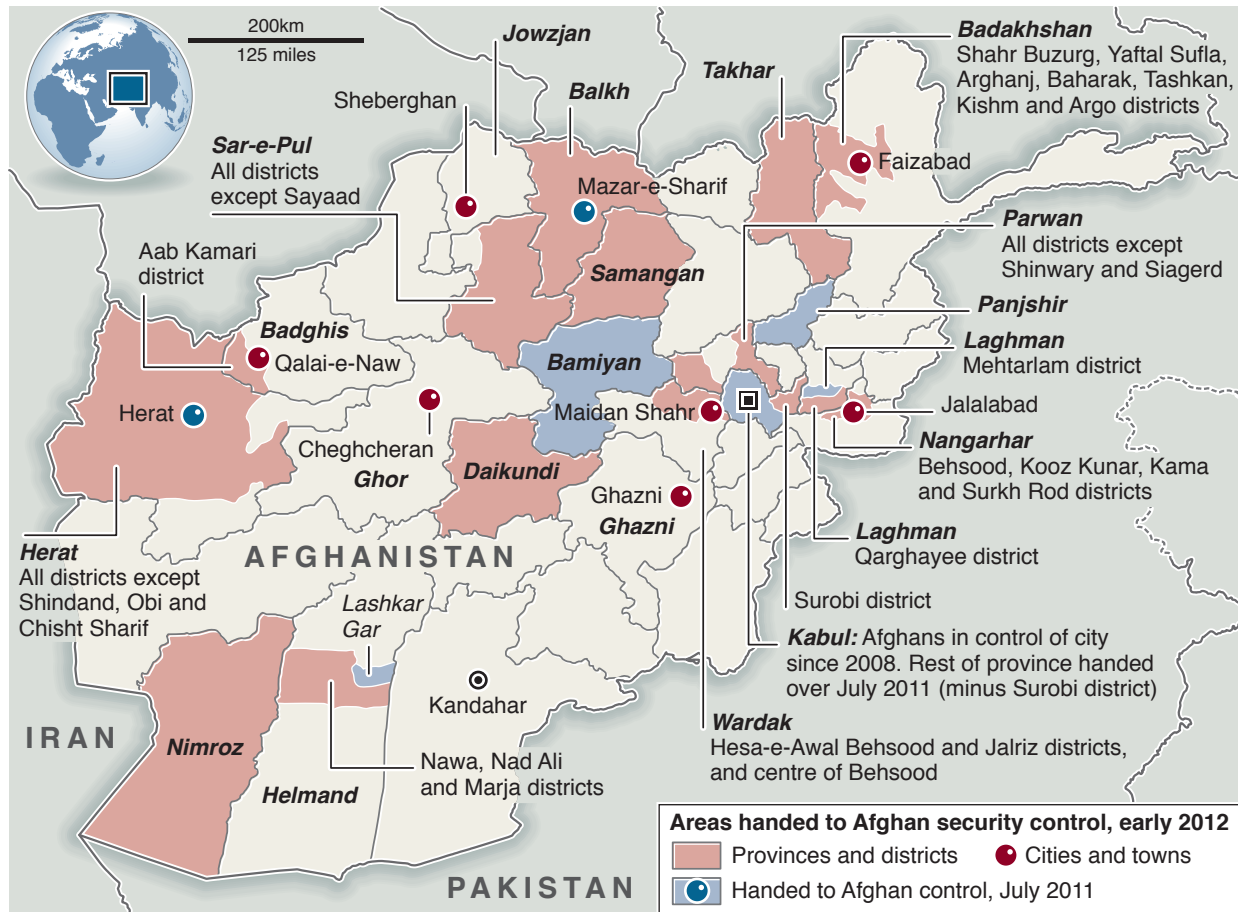 200km
125 miles
Jowzjan
Sheberghan
Balkh
Takhar
Badakhshan
Shahr Buzurg, Yaftal Sufla,
Arghanj, Baharak, Tashkan,
Kishm and Argo districts
Sar-e-Pul
All districts
except Sayaad
Mazar-e-Sharif
Faizabad
Aab Kamari
district
Samangan
Parwan
All districts except
Shinwary and Siagerd
Panjshir
Badghis
Qalai-e-Naw
Bamiyan
Laghman
Mehtarlam district
Herat
Maidan Shahr
Jalalabad
Cheghcheran
Ghor
Daikundi
Ghazni
Ghazni
Nangarhar
Behsood, Kooz Kunar, Kama
and Surkh Rod districts
Laghman
Qarghayee district
AFGHANISTAN
Herat
All districts except
Shindand, Obi and
Chisht Sharif
Lashkar
Gar
Surobi district
Kabul: Afghans in control of city
since 2008. Rest of province handed
over July 2011 (minus Surobi district)
Kandahar
IRAN
Nimroz
Helmand
Nawa, Nad Ali
and Marja districts
Wardak
Hesa-e-Awal Behsood and Jalriz districts,
and centre of Behsood
PAKISTAN
Areas handed to Afghan security control, early 2012
Provinces and districts
Cities and towns
Handed to Afghan control, July 2011